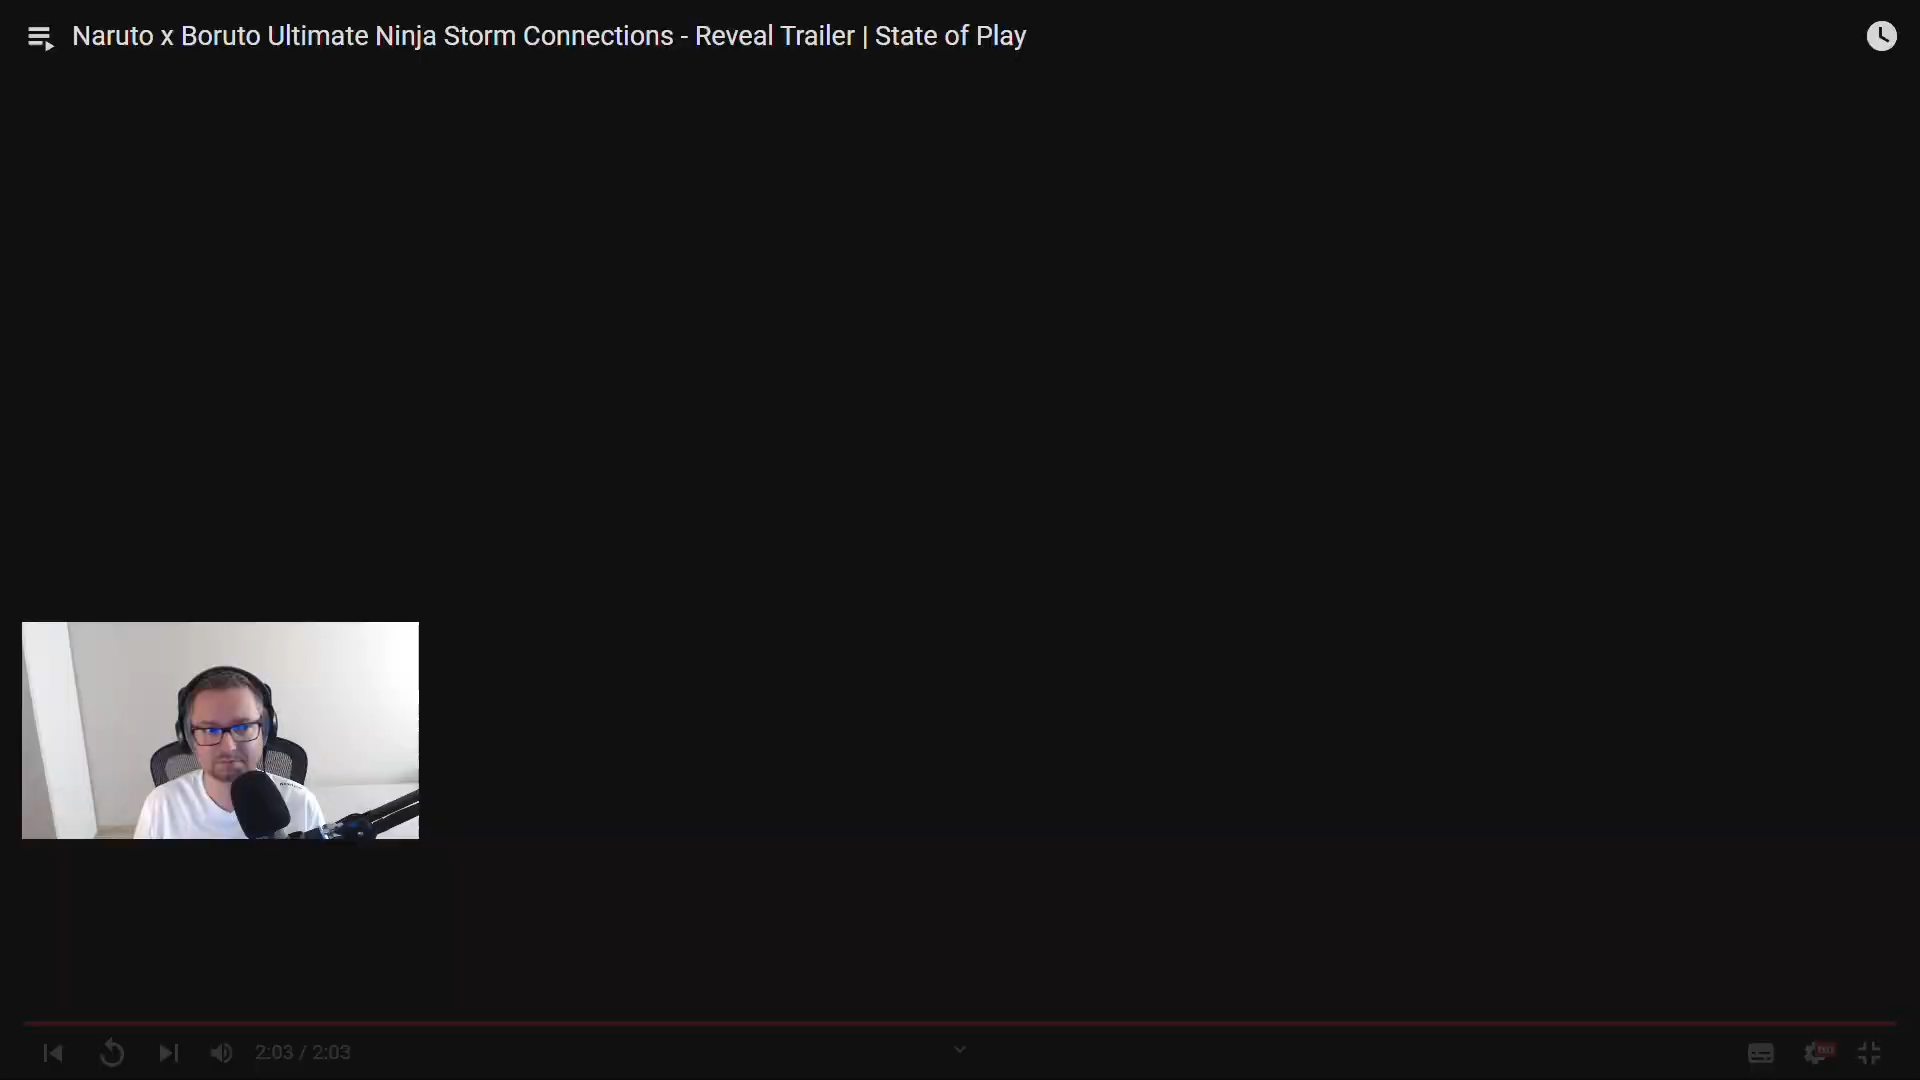 Naruto x Boruto Ultimate Ninja Storm Connections - Reveal Trailer | State of Play
2:03 / 2:03